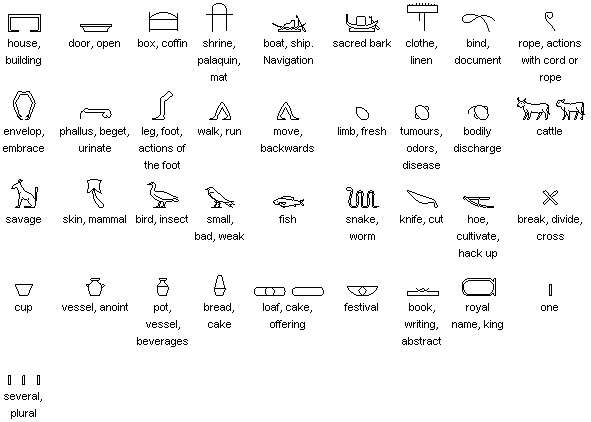 house,
building
door, open
box, coffin
shrine,
palaquin,
mat
boat, ship.
Navigation
sacred bark
clothe,
linen
bind,
document
rope, actions
with cord or
rope
envelop,
embrace
phallus, beget,
urinate
leg, foot,
actions of
the foot
walk, run
move,
backwards
limb, fresh
tumours,
odors,
disease
bodily
discharge
cattle
savage
skin, mammal
bird, insect
small,
bad, weak
fish
snake,
worm
knife, cut
hoe,
cultivate,
hack up
break, divide,
cross
cup
vessel, anoint
pot,
vessel,
beverages
bread,
cake
loaf, cake,
offering
festival
book,
writing,
abstract
royal
name, king
one
several,
plural